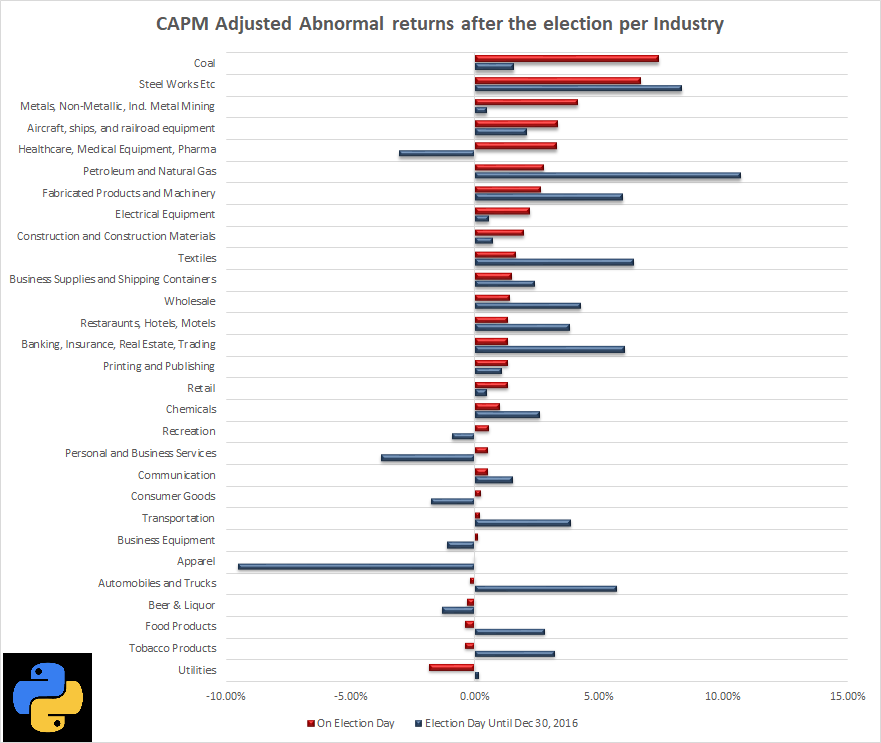 CAPM Adjusted Abnormal returns after the election per Industry
Coal
Steel Works Etc
Metals, Non-Metallic, Ind. Metal Mining
Aircraft, ships, and railroad equipment
Healthcare, Medical Equipment, Pharma
Petroleum and Natural Gas
Fabricated Products and Machinery
Electrical Equipment
Construction and Construction Materials
Textiles
Business Supplies and Shipping Containers
Wholesale
Restaraunts, Hotels, Motels
Banking, Insurance, Real Estate, Trading
Printing and Publishing
Retail
Chemicals
Recreation
Personal and Business Services
Communication
Consumer Goods
Transportation
Business Equipment
Apparel
Automobiles and Trucks
Beer & Liquor
Food Products
Tobacco Products
Utilities
-10.00% -5.00% 0.00% 5.00% 10.00% 15.00%
On Election Day Election Day Until Dec 30, 2016